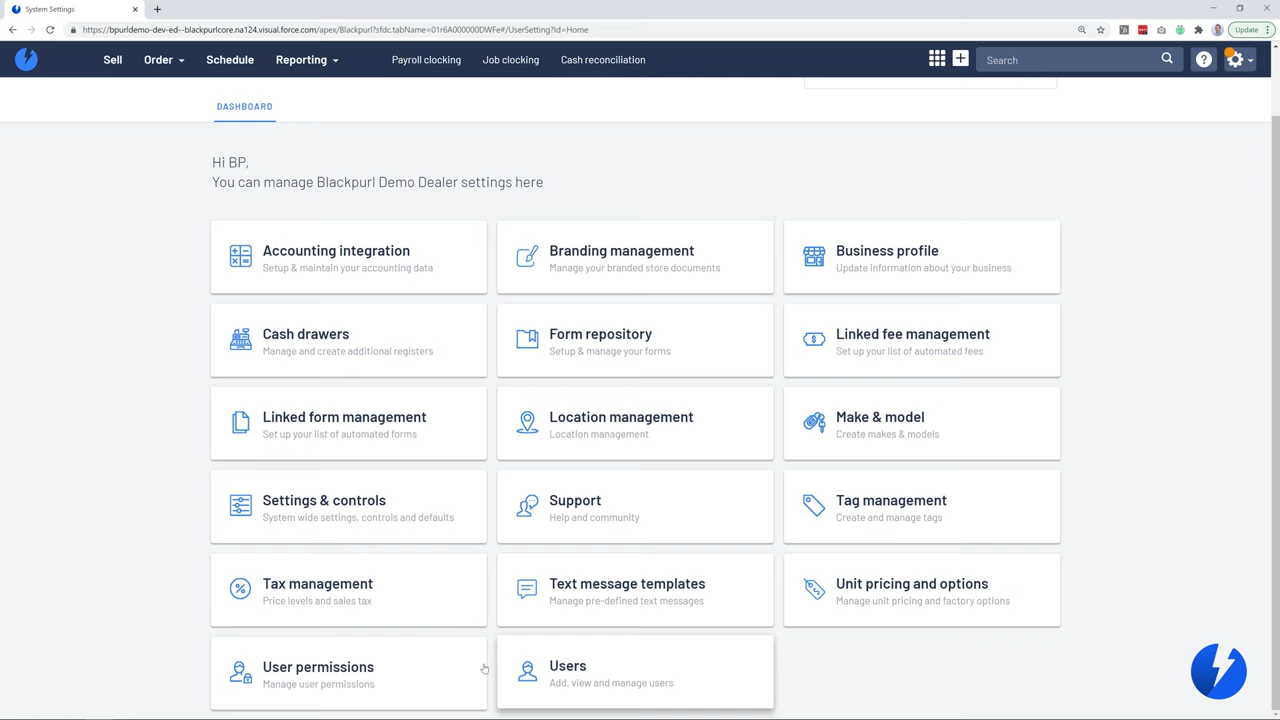 System Settings
https://bpurldemo-dev-ed--blackpurlcore.na124.visual.force.com/apex/Blackpurl?sfdc.tabName=01r6A000000DWFe#/UserSetting?Id=Home
Update
Sell
Order
Schedule
Reporting
Payroll clocking
Job clocking
Cash reconciliation
Search
DASHBOARD
Hi BP,
You can manage Blackpurl Demo Dealer settings here
Accounting integration
Setup & maintain your accounting data
Branding management
Manage your branded store documents
Business profile
Update information about your business
Cash drawers
Manage and create additional registers
Form repository
Setup & manage your forms
Linked fee management
Set up your list of automated fees
Linked form management
Set up your list of automated forms
Location management
Location management
Make & model
Create makes & models
Settings & controls
System wide settings, controls and defaults
Support
Help and community
Tag management
Create and manage tags
Tax management
Price levels and sales tax
Text message templates
Manage pre-defined text messages
Unit pricing and options
Manage unit pricing and factory options
User permissions
Manage user permissions
Users
Add, view and manage users